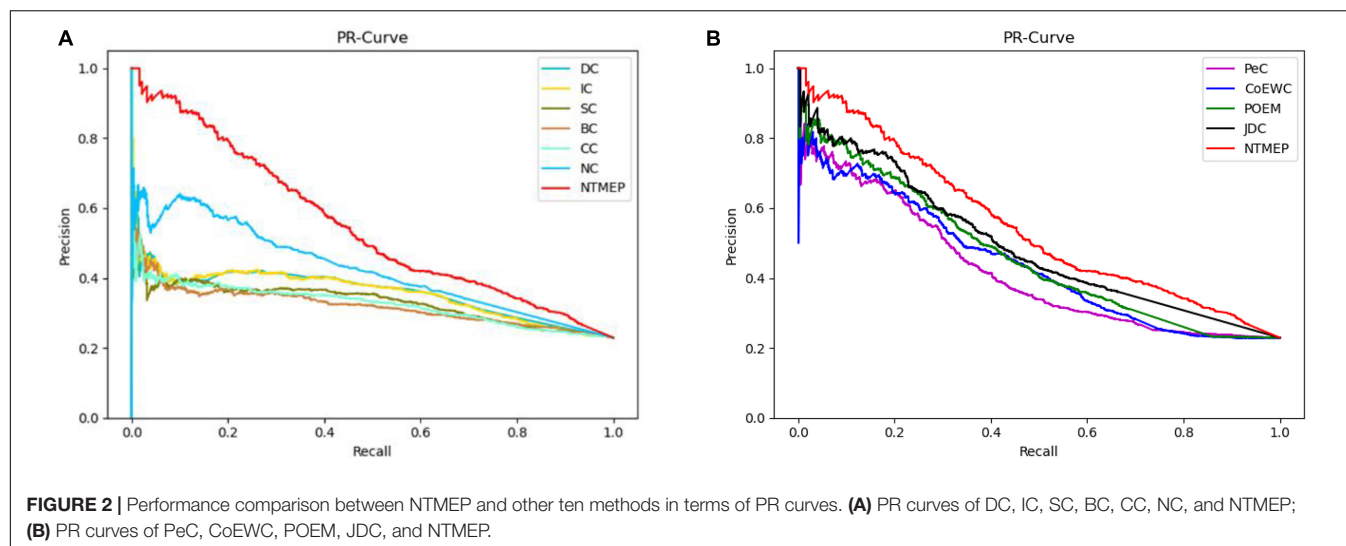 A
PR-Curve
1.0
0.8
0.6
0.4
0.2
0.0
Precision
0.0 0.2 0.4 0.6 0.8 1.0
Recall
DC
IC
SC
BC
CC
NC
NTMEP
B
PR-Curve
1.0
0.8
0.6
0.4
0.2
0.0
Precision
0.0 0.2 0.4 0.6 0.8 1.0
Recall
PeC
CoEWC
POEM
JDC
NTMEP
FIGURE 2 | Performance comparison between NTMEP and other ten methods in terms of PR curves. (A) PR curves of DC, IC, SC, BC, CC, NC, and NTMEP;
(B) PR curves of PeC, CoEWC, POEM, JDC, and NTMEP.